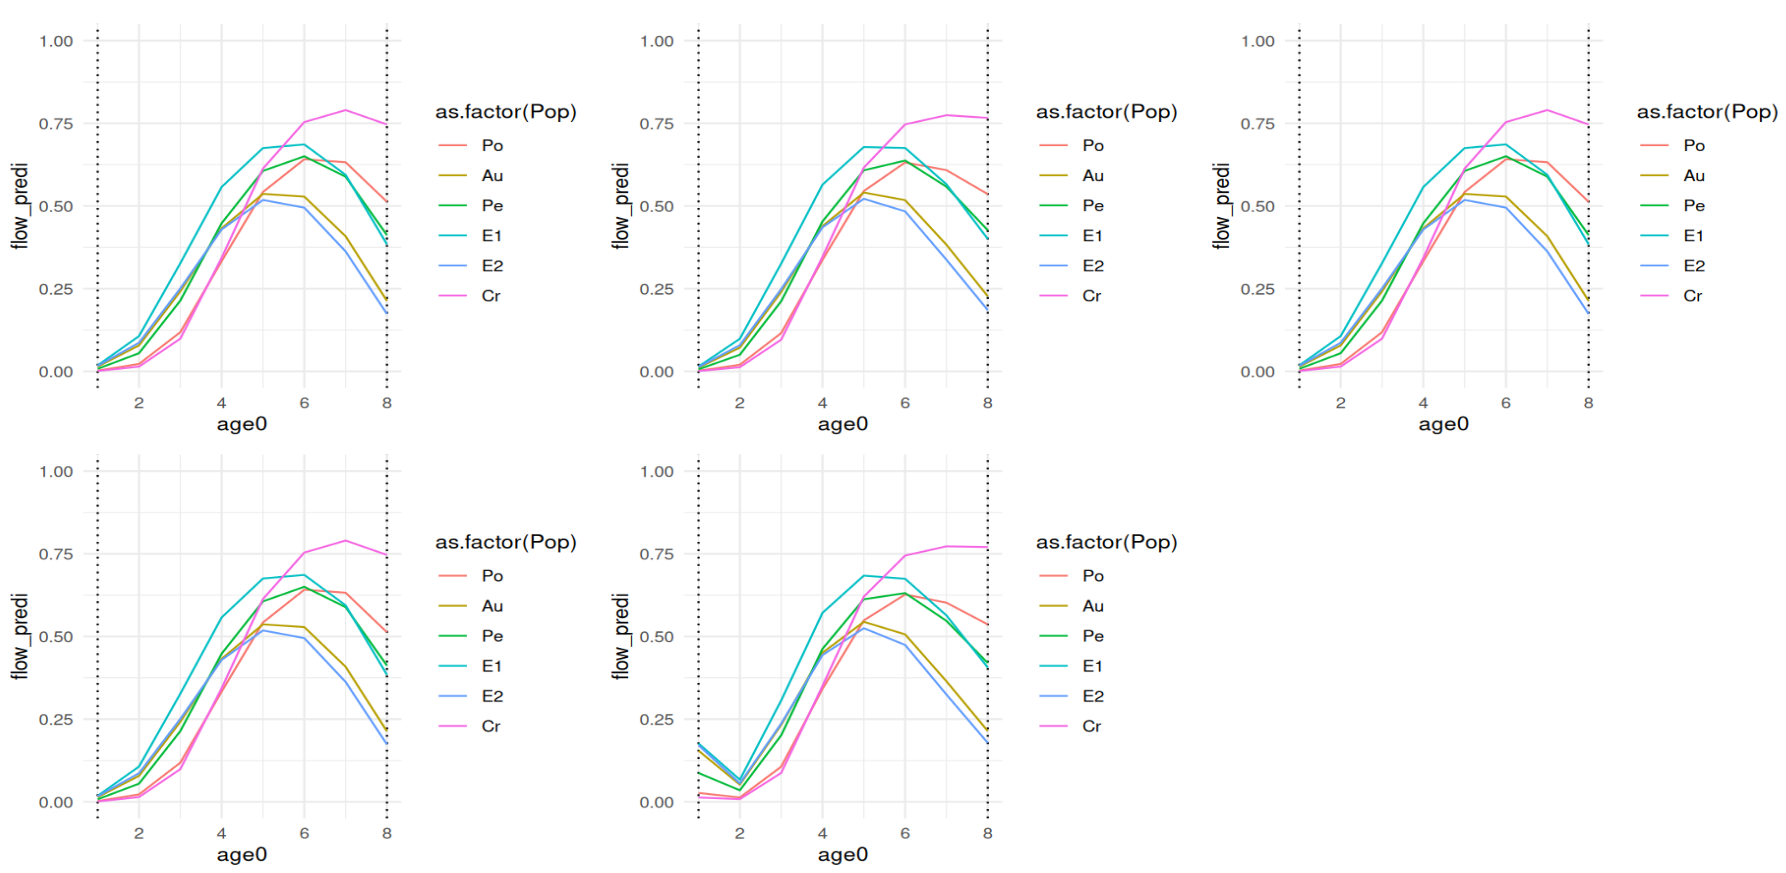 1.00
0.75
0.50
0.25
0.00
flow_predi
2 4 6 8
age0
as.factor(Pop)
Po
Au
Pe
E1
E2
Cr
1.00
0.75
0.50
0.25
0.00
flow_predi
2 4 6 8
age0
as.factor(Pop)
Po
Au
Pe
E1
E2
Cr
1.00
0.75
0.50
0.25
0.00
flow_predi
2 4 6 8
age0
as.factor(Pop)
Po
Au
Pe
E1
E2
Cr
1.00
0.75
0.50
0.25
0.00
flow_predi
2 4 6 8
age0
as.factor(Pop)
Po
Au
Pe
E1
E2
Cr
1.00
0.75
0.50
0.25
0.00
flow_predi
2 4 6 8
age0
as.factor(Pop)
Po
Au
Pe
E1
E2
Cr